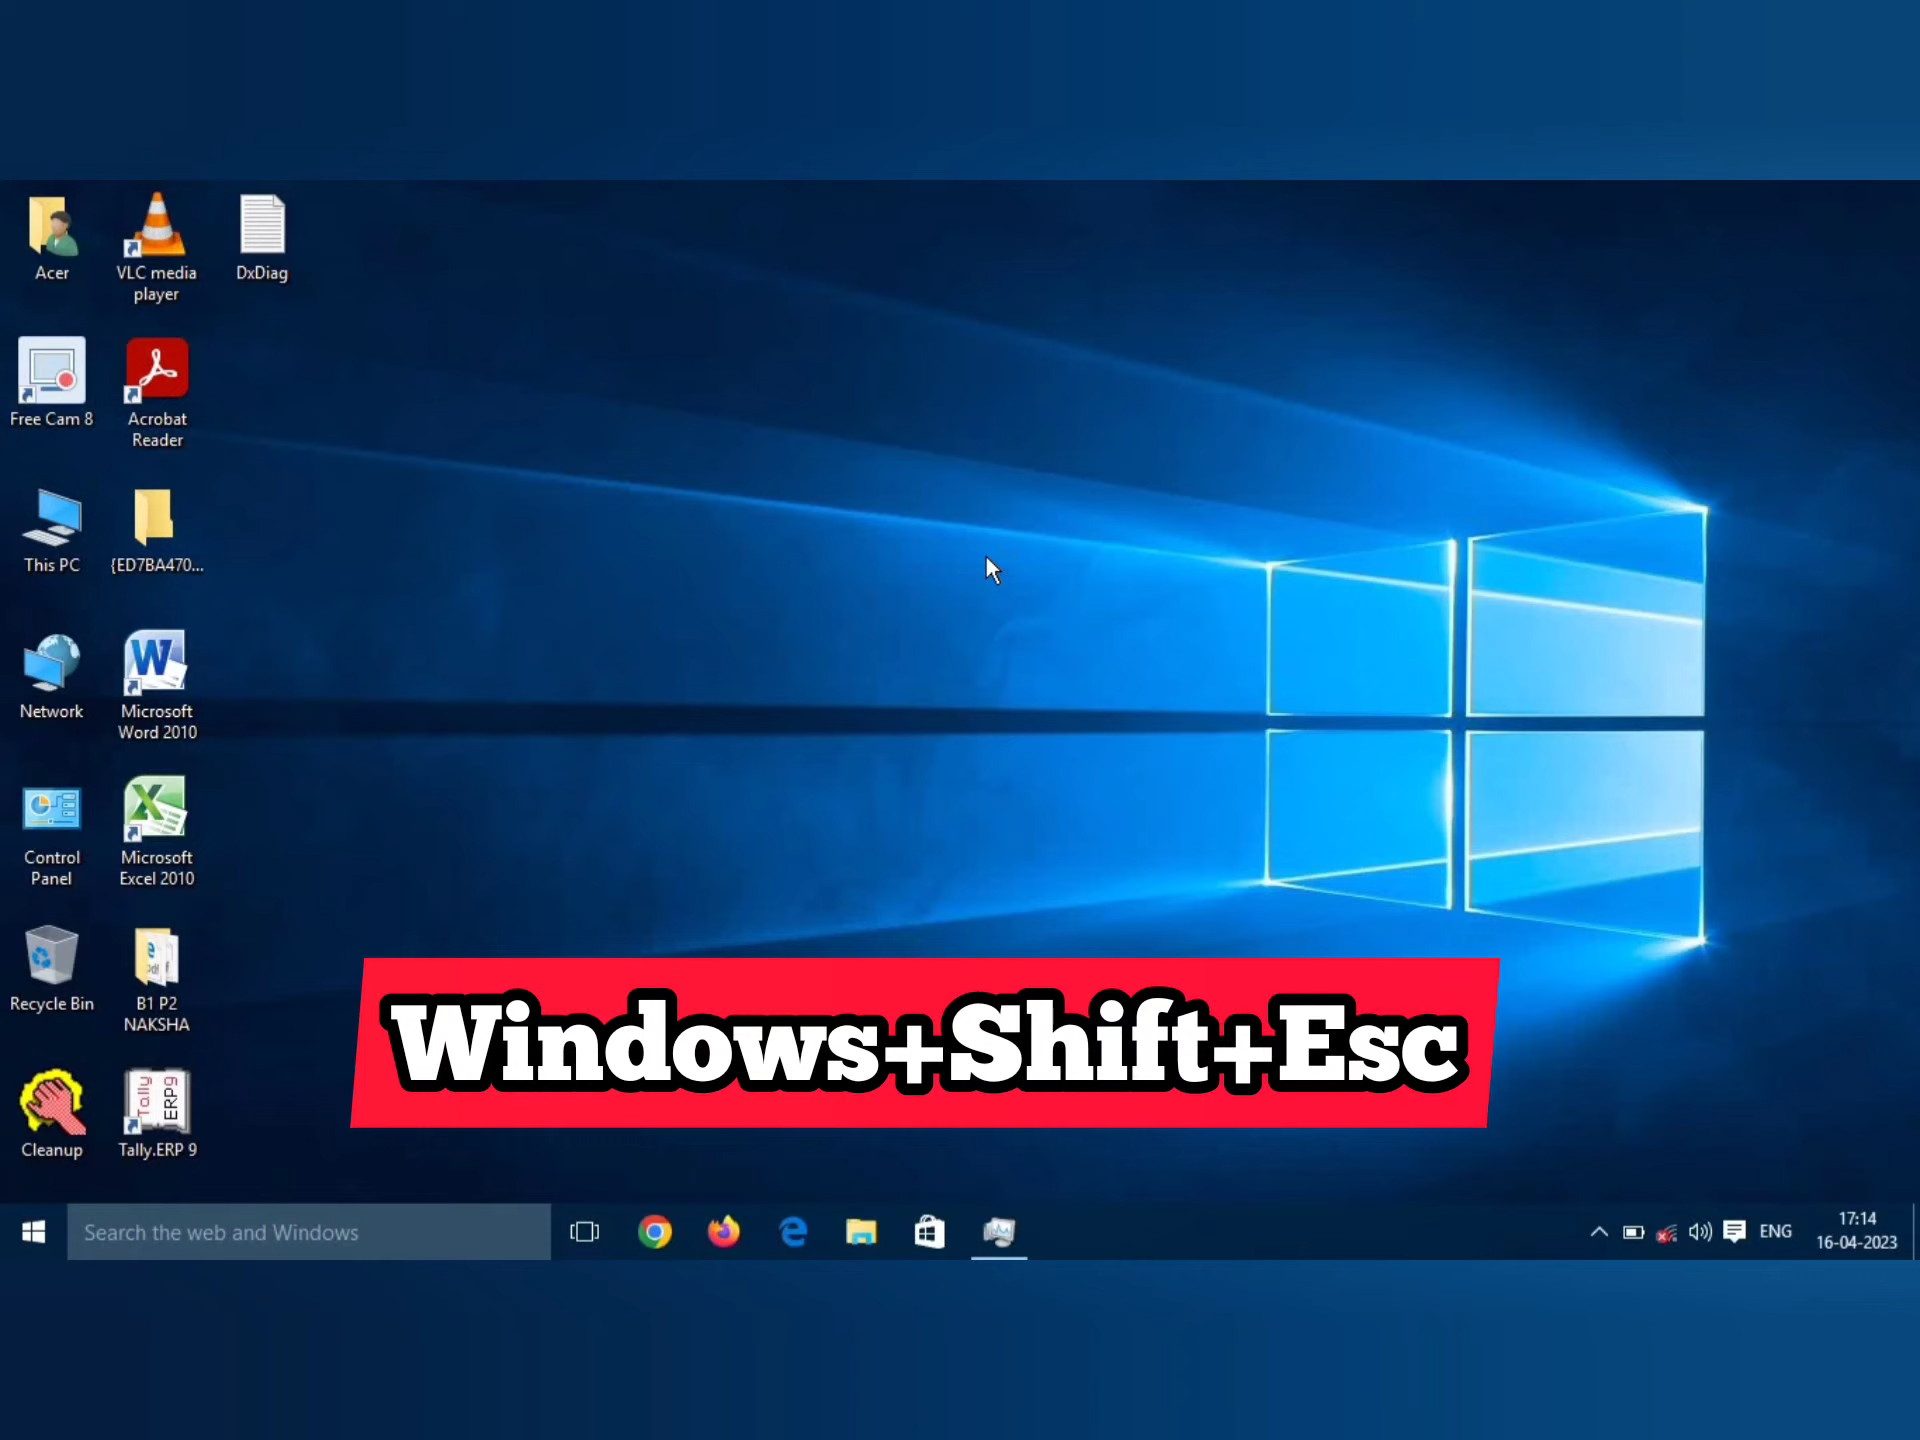 Acer
VLC media
player
DxDiag
Free Cam 8
Acrobat
Reader
This PC
{ED7BA470...
Network
Microsoft
Word 2010
Control
Panel
Microsoft
Excel 2010
Recycle Bin
B1 P2
NAKSHA
Cleanup
Tally
ERP9
Tally.ERP 9
Windows+Shift+Esc
Search the web and Windows
ENG
17:14
16-04-2023